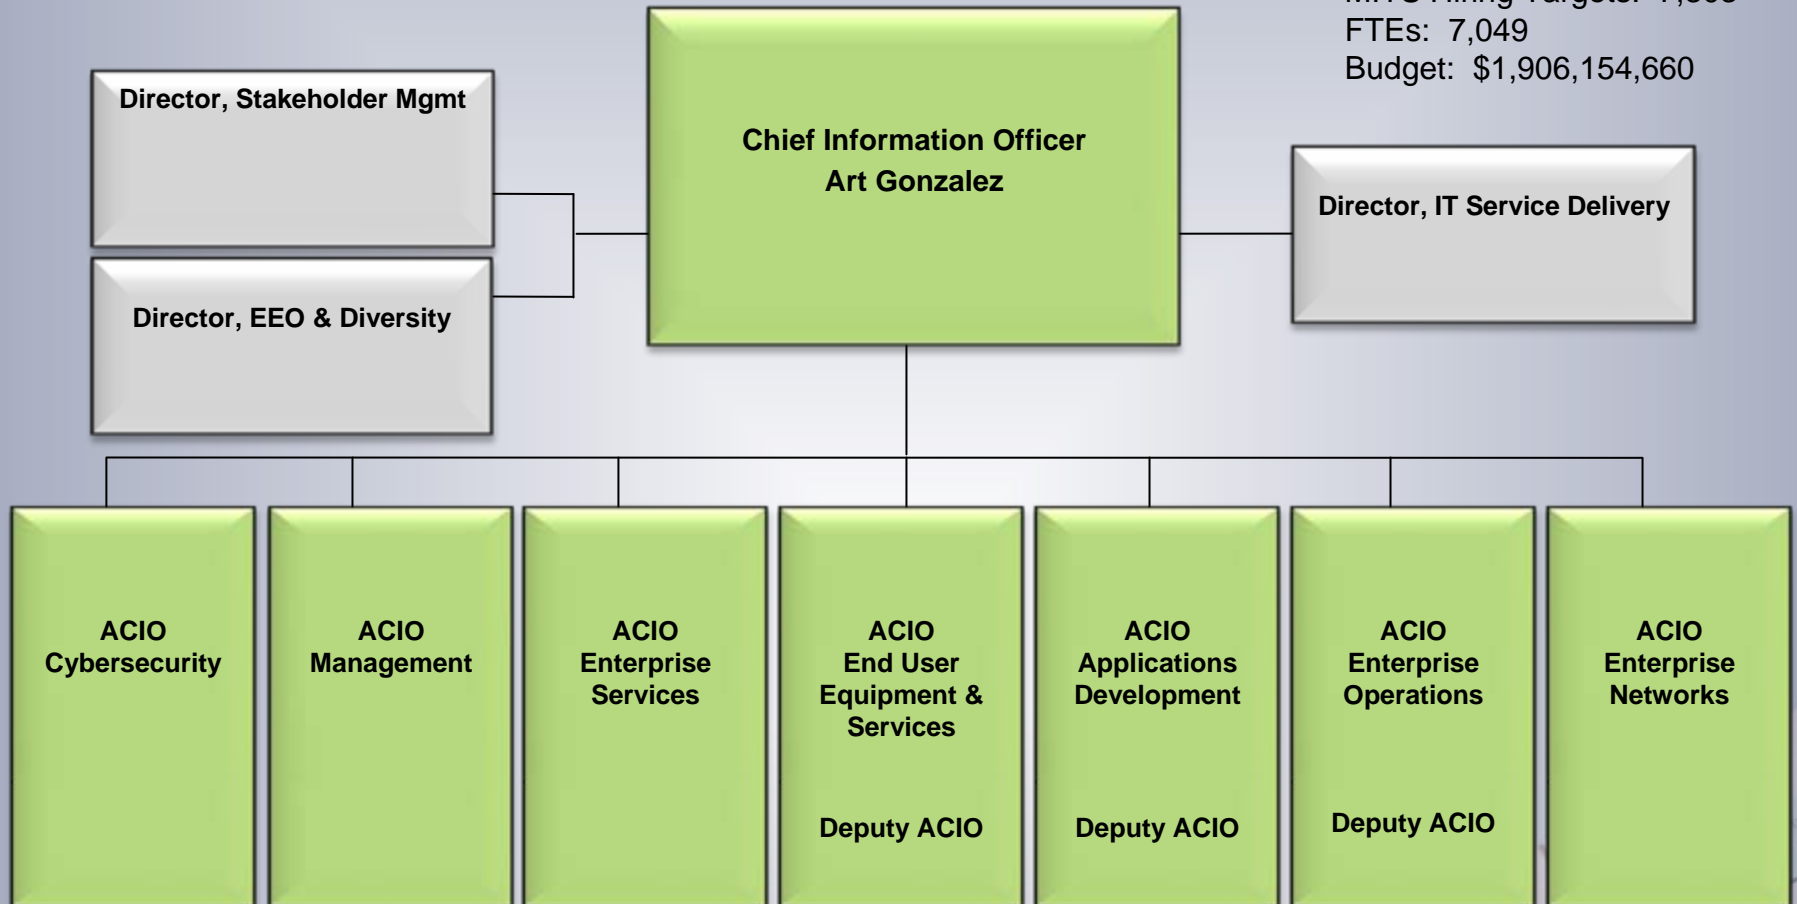 FTEs: 7,049
Budget: $1,906,154,660
Director, Stakeholder Mgmt
Chief Information Officer
Art Gonzalez
Director, IT Service Delivery
Director, EEO & Diversity
ACIO
Cybersecurity
ACIO
Management
ACIO
Enterprise
Services
ACIO
End User
Equipment &
Services
Deputy ACIO
ACIO
Applications
Development
Deputy ACIO
ACIO
Enterprise
Operations
Deputy ACIO
ACIO
Enterprise
Networks